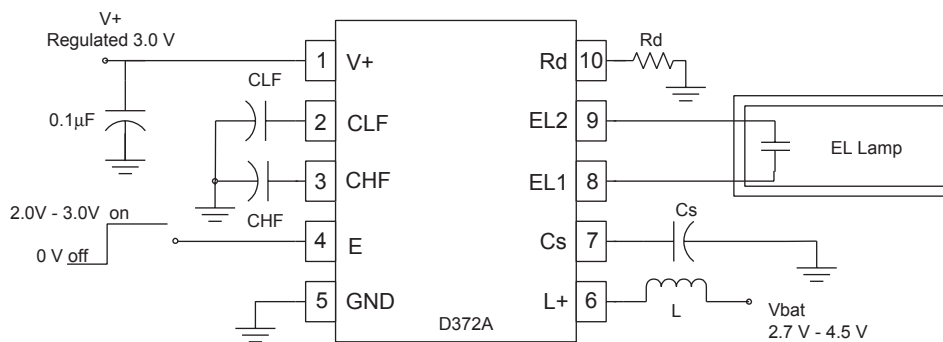 V+
Regulated 3.0 V
0.1μF
CLF
CHF
2.0V - 3.0V on
0 V off
1 V+
2 CLF
3 CHF
4 E
5 GND
D372A
Rd 10
EL2 9
EL1 8
Cs 7
L+ 6
Rd
EL Lamp
Cs
L
Vbat
2.7 V - 4.5 V